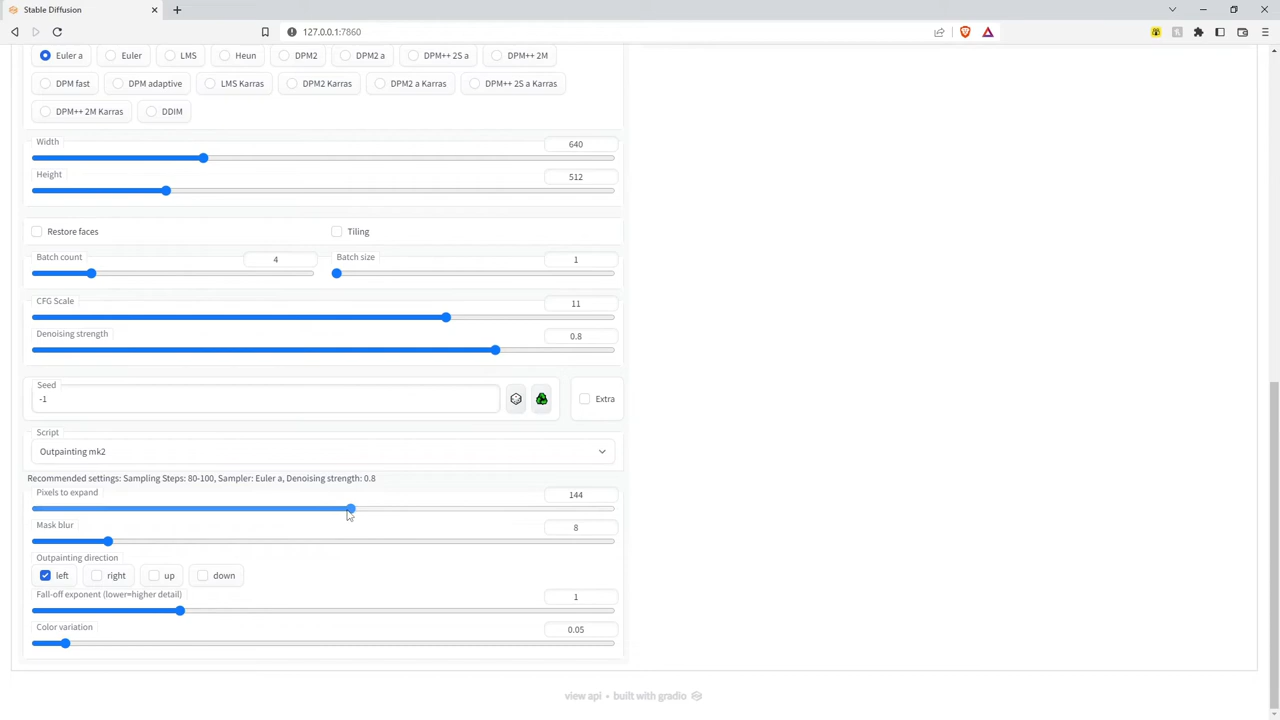 Stable Diffusion
127.0.0.1:7860
Euler a Euler LMS Heun DPM2 DPM2 a DPM++ 2S a DPM++ 2M
DPM fast DPM adaptive LMS Karras DPM2 Karras DPM2 a Karras DPM++ 2S a Karras
DPM++ 2M Karras DDIM
Width 640
Height 512
Restore faces Tiling
Batch count 4 Batch size 1
CFG Scale 11
Denoising strength 0.8
Seed
-1 Extra
Script
Outpainting mk2
Recommended settings: Sampling Steps: 80-100, Sampler: Euler a, Denoising strength: 0.8
Pixels to expand 144
Mask blur 8
Outpainting direction
left right up down
Fall-off exponent (lower=higher detail) 1
Color variation 0.05
view api • built with gradio